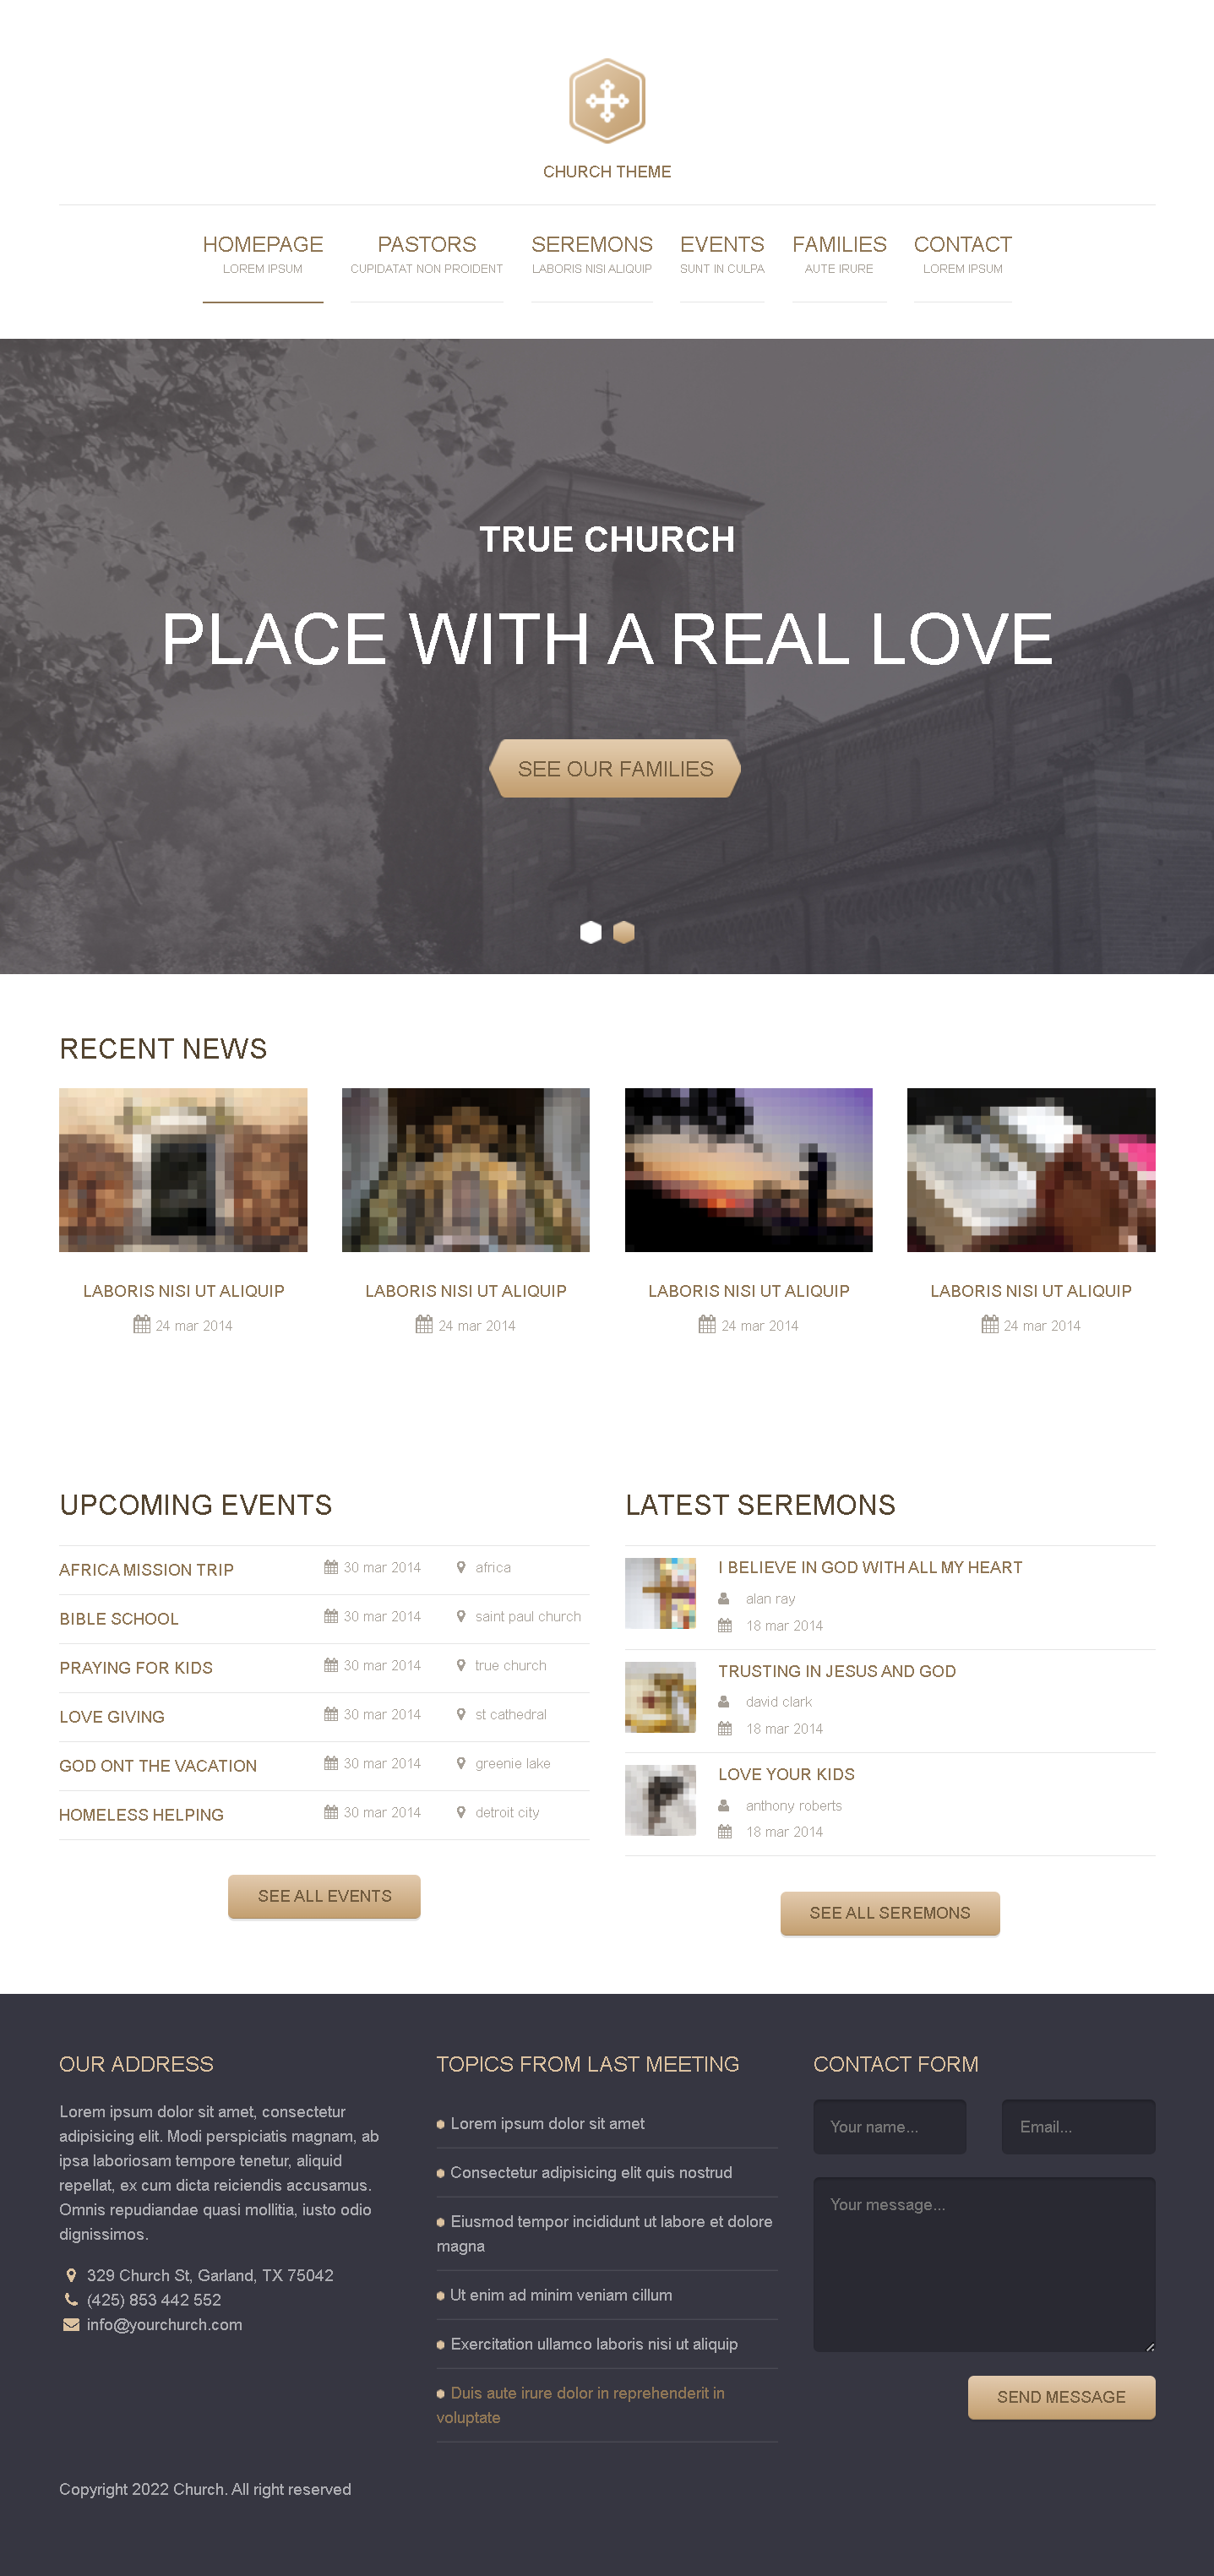 CHURCH THEME
HOMEPAGE
LOREM IPSUM
PASTORS
CUPIDATAT NON PROIDENT
SEREMONS
LABORIS NISI ALIQUIP
EVENTS
SUNT IN CULPA
FAMILIES
AUTE IRURE
CONTACT
LOREM IPSUM
TRUE CHURCH
PLACE WITH A REAL LOVE
SEE OUR FAMILIES
RECENT NEWS
LABORIS NISI UT ALIQUIP
24 mar 2014
LABORIS NISI UT ALIQUIP
24 mar 2014
LABORIS NISI UT ALIQUIP
24 mar 2014
LABORIS NISI UT ALIQUIP
24 mar 2014
UPCOMING EVENTS
AFRICA MISSION TRIP 30 mar 2014 africa
BIBLE SCHOOL 30 mar 2014 saint paul church
PRAYING FOR KIDS 30 mar 2014 true church
LOVE GIVING 30 mar 2014 st cathedral
GOD ONT THE VACATION 30 mar 2014 greenie lake
HOMELESS HELPING 30 mar 2014 detroit city
SEE ALL EVENTS
LATEST SEREMONS
I BELIEVE IN GOD WITH ALL MY HEART
alan ray
18 mar 2014
TRUSTING IN JESUS AND GOD
david clark
18 mar 2014
LOVE YOUR KIDS
anthony roberts
18 mar 2014
SEE ALL SEREMONS
OUR ADDRESS
Lorem ipsum dolor sit amet, consectetur
adipisicing elit. Modi perspiciatis magnam, ab
ipsa laboriosam tempore tenetur, aliquid
repellat, ex cum dicta reiciendis accusamus.
Omnis repudiandae quasi mollitia, iusto odio
dignissimos.
329 Church St, Garland, TX 75042
(425) 853 442 552
info@yourchurch.com
TOPICS FROM LAST MEETING
Lorem ipsum dolor sit amet
Consectetur adipisicing elit quis nostrud
Eiusmod tempor incididunt ut labore et dolore
magna
Ut enim ad minim veniam cillum
Exercitation ullamco laboris nisi ut aliquip
Duis aute irure dolor in reprehenderit in
voluptate
CONTACT FORM
Your name...
Email...
Your message...
SEND MESSAGE
Copyright 2022 Church. All right reserved